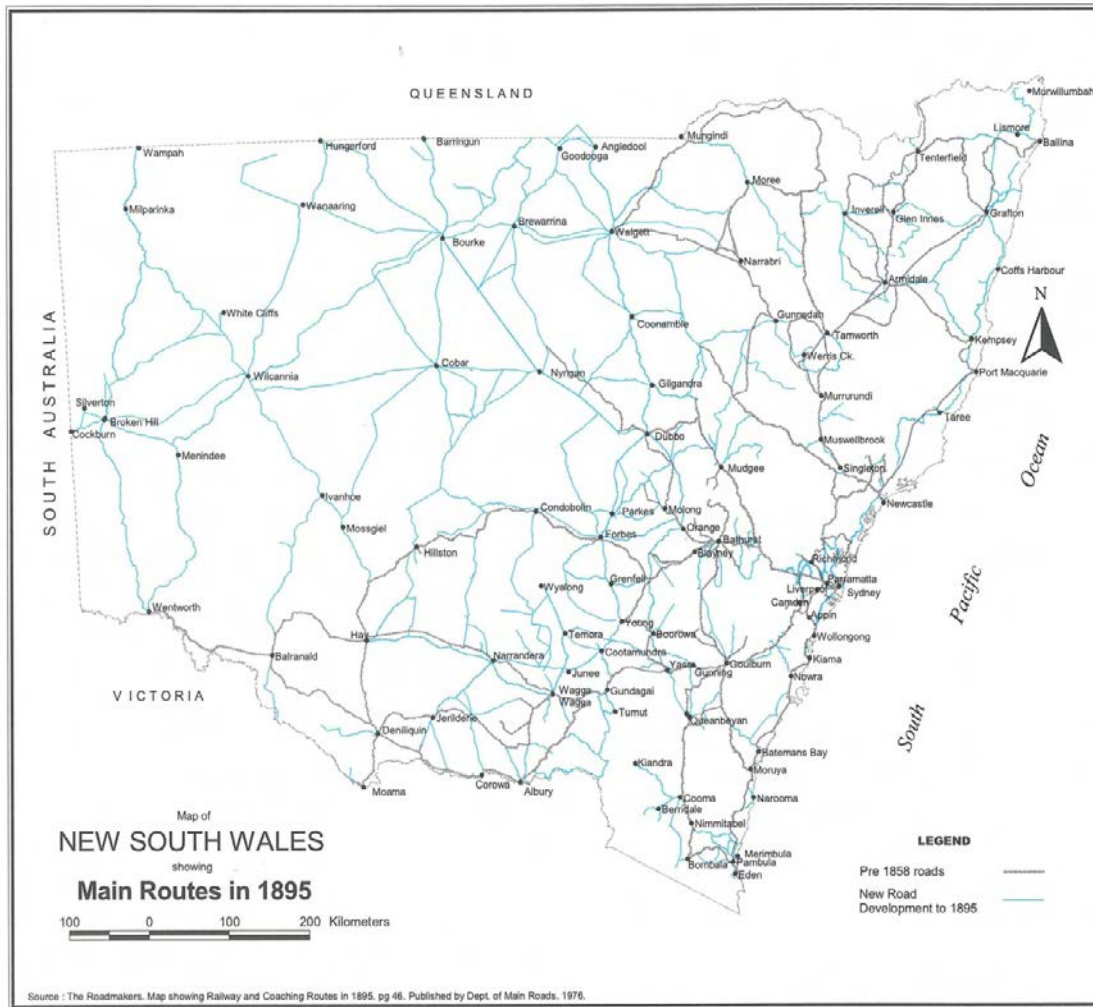 QUEENSLAND
Murwillumbah
Lismore
Ballina
Mungindi
Barringun
Hungerford
Wampah
Angledool
Goodooga
Tenterfield
Moree
Milparinka
Wanaaring
Inverell
Glen Innes
Grafton
Brewarrina
Walgett
Bourke
Narrabri
Coffs Harbour
Armidale
N
White Cliffs
Coonamble
Gunnedah
Tamworth
Kempsey
Werris Ck.
Cobar
Nyngan
Port Macquarie
Wilcannia
Gilgandra
Murrurundi
SOUTH AUSTRALIA
Silverton
Broken Hill
Cockburn
Taree
Dubbo
Muswellbrook
Menindee
Mudgee
Singleton
Ocean
Ivanhoe
Newcastle
Condobolin
Parkes
Molong
Mossgiel
Orange
Forbes
Bathurst
Hillston
Blayney
Richmond
Parramatta
Grenfell
Wyalong
Liverpool
Sydney
Pacific
Camden
Wentworth
Appin
Young
Temora
Boorowa
Wollongong
Hay
Cootamundra
Balranald
Narrandera
Kiama
Goulburn
Yass
Gunning
Junee
Nowra
VICTORIA
Wagga
Wagga
Gundagai
Tumut
Jerilderie
Queanbeyan
South
Deniliquin
Batemans Bay
Kiandra
Moruya
Corowa
Albury
Moama
Cooma
Narooma
Berridale
Nimmitabel
Merimbula
Pambula
Bombala
Eden
Map of
NEW SOUTH WALES
showing
Main Routes in 1895
100 0 100 200 Kilometers
LEGEND
Pre 1858 roads
New Road
Development to 1895
Source : The Roadmakers. Map showing Railway and Coaching Routes in 1895. pg 46. Published by Dept. of Main Roads. 1976.